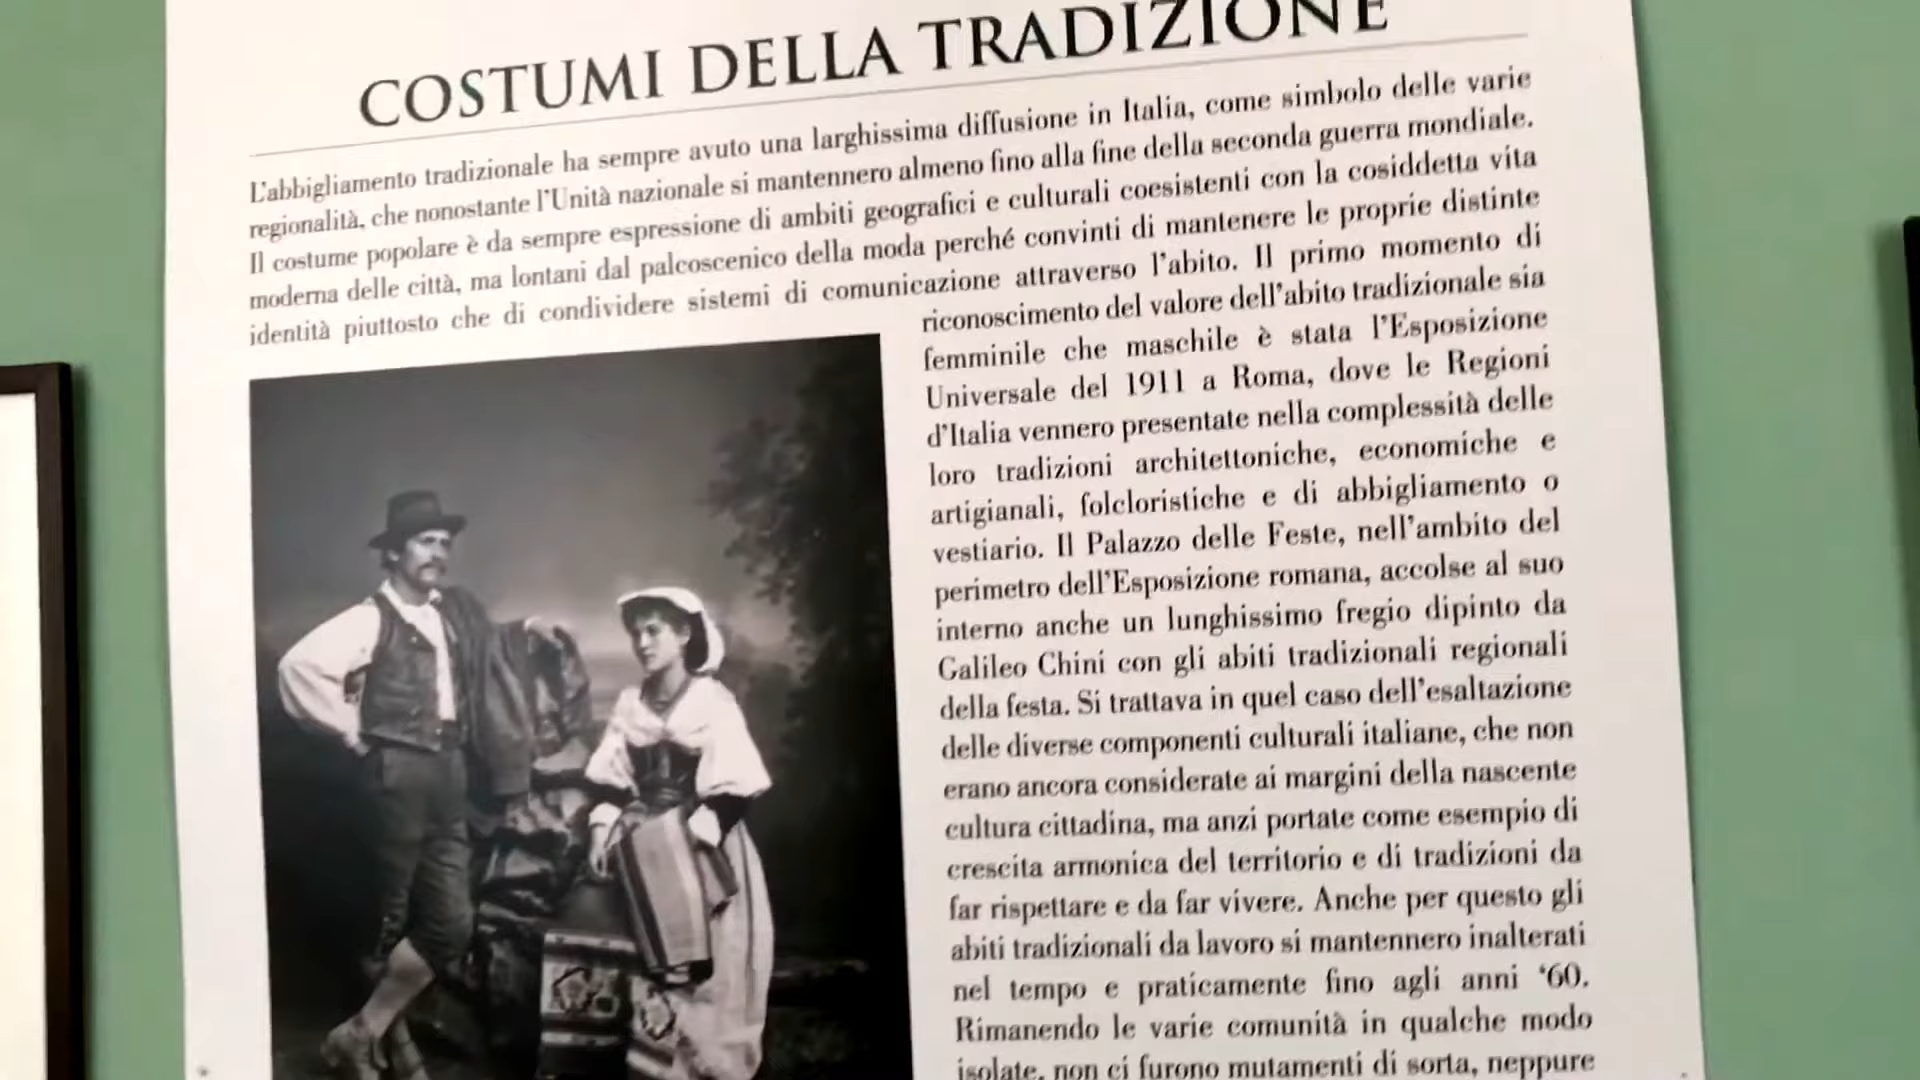 COSTUMI DELLA TRADIZIONE
L'abbigliamento tradizionale ha sempre avuto una larghissima diffusione in Italia, come simbolo delle varie
regionalità, che nonostante l'Unità nazionale si mantennero almeno fino alla fine della seconda guerra mondiale.
Il costume popolare è da sempre espressione di ambiti geografici e culturali coesistenti con la cosiddetta vita
moderna delle città, ma lontani dal palcoscenico della moda perché convinti di mantenere le proprie distinte
identità piuttosto che di condividere sistemi di comunicazione attraverso l'abito. Il primo momento di
riconoscimento del valore dell'abito tradizionale sia
femminile che maschile è stata l'Esposizione
Universale del 1911 a Roma, dove le Regioni
d'Italia vennero presentate nella complessità delle
loro tradizioni architettoniche, economiche e
artigianali, folcloristiche e di abbigliamento o
vestiario. Il Palazzo delle Feste, nell'ambito del
perimetro dell'Esposizione romana, accolse al suo
interno anche un lunghissimo fregio dipinto da
Galileo Chini con gli abiti tradizionali regionali
della festa. Si trattava in quel caso dell'esaltazione
delle diverse componenti culturali italiane, che non
erano ancora considerate ai margini della nascente
cultura cittadina, ma anzi portate come esempio di
crescita armonica del territorio e di tradizioni da
far rispettare e da far vivere. Anche per questo gli
abiti tradizionali da lavoro si mantennero inalterati
nel tempo e praticamente fino agli anni '60.
Rimanendo le varie comunità in qualche modo
isolate, non ci furono mutamenti di sorta, neppure